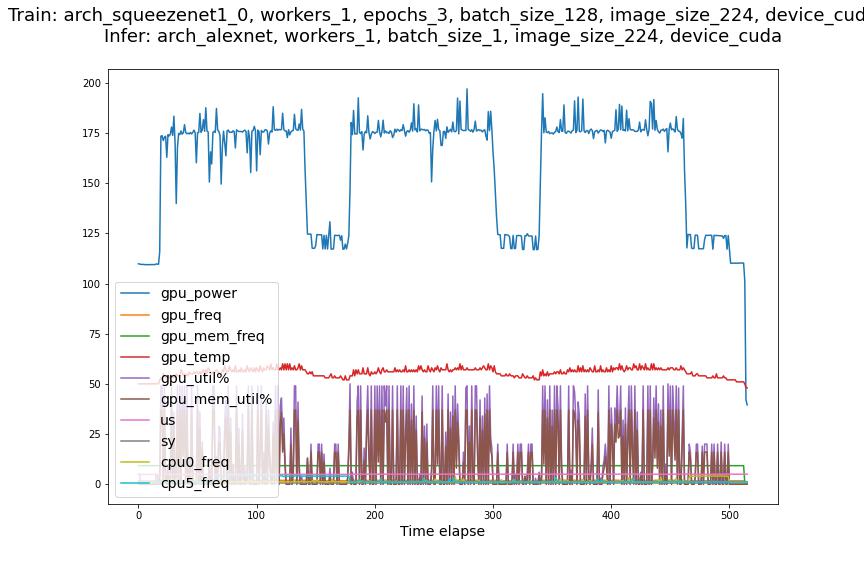 Train: arch_squeezenet1_0, workers_1, epochs_3, batch_size_128, image_size_224, device_cud
Infer: arch_alexnet, workers_1, batch_size_1, image_size_224, device_cuda
200
175
150
125
100
75
50
25
0
gpu_power
gpu_freq
gpu_mem_freq
gpu_temp
gpu_util%
gpu_mem_util%
us
sy
cpu0_freq
cpu5_freq
0 100 200 300 400 500
Time elapse